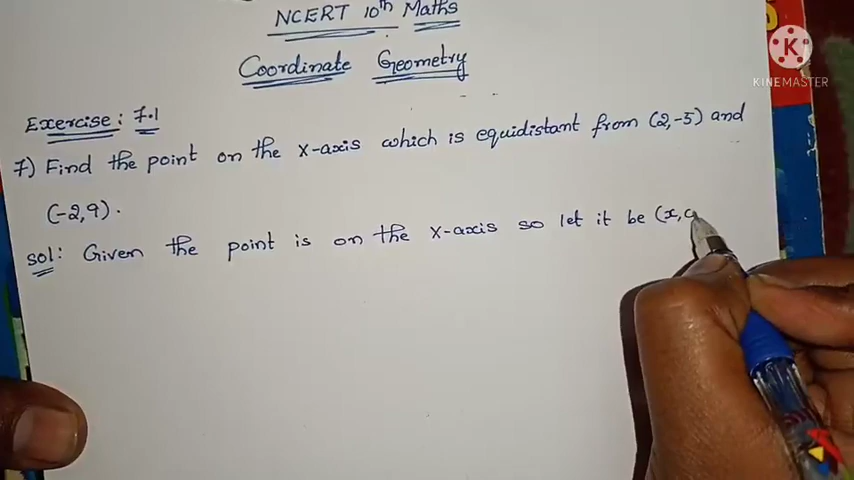 NCERT 10th Maths
Coordinate Geometry
Exercise: 7.1
7) Find the point on the x-axis which is equidistant from (2,-5) and
(-2,9).
sol: Given the point is on the x-axis so let it be (x,
K
KINEMASTER